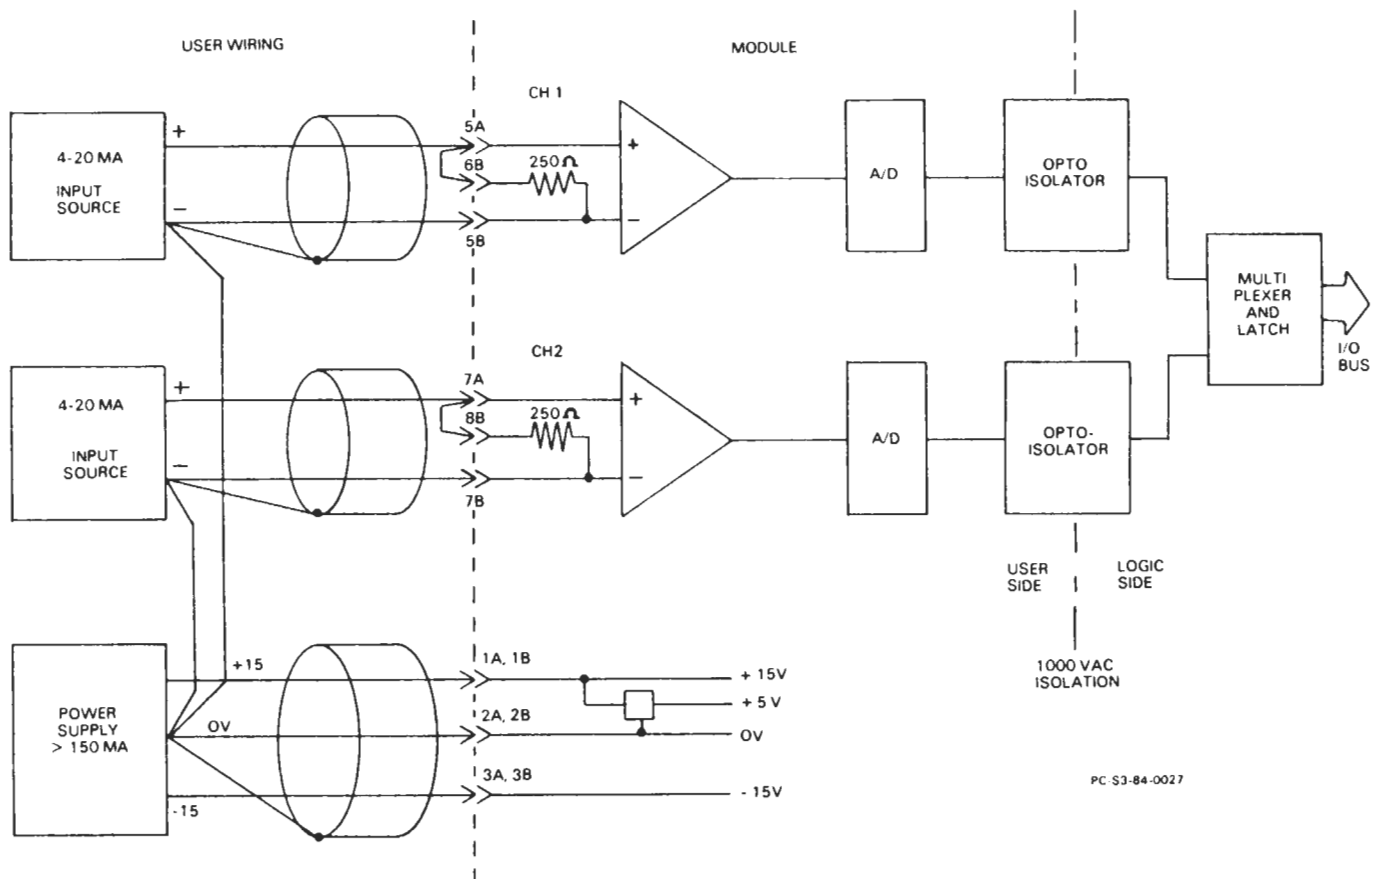 USER WIRING
MODULE
CH 1
4-20 MA
INPUT
SOURCE
+
−
5A
6B
5B
250Ω
+
−
A/D
OPTO
ISOLATOR
MULTI
PLEXER
AND
LATCH
I/O
BUS
CH2
4-20 MA
INPUT
SOURCE
+
−
7A
8B
7B
250Ω
+
−
A/D
OPTO-
ISOLATOR
USER
SIDE
LOGIC
SIDE
1000 VAC
ISOLATION
POWER
SUPPLY
> 150 MA
+15
0V
-15
1A, 1B
2A, 2B
3A, 3B
+ 15V
+ 5 V
0V
- 15V
PC-S3-84-0027